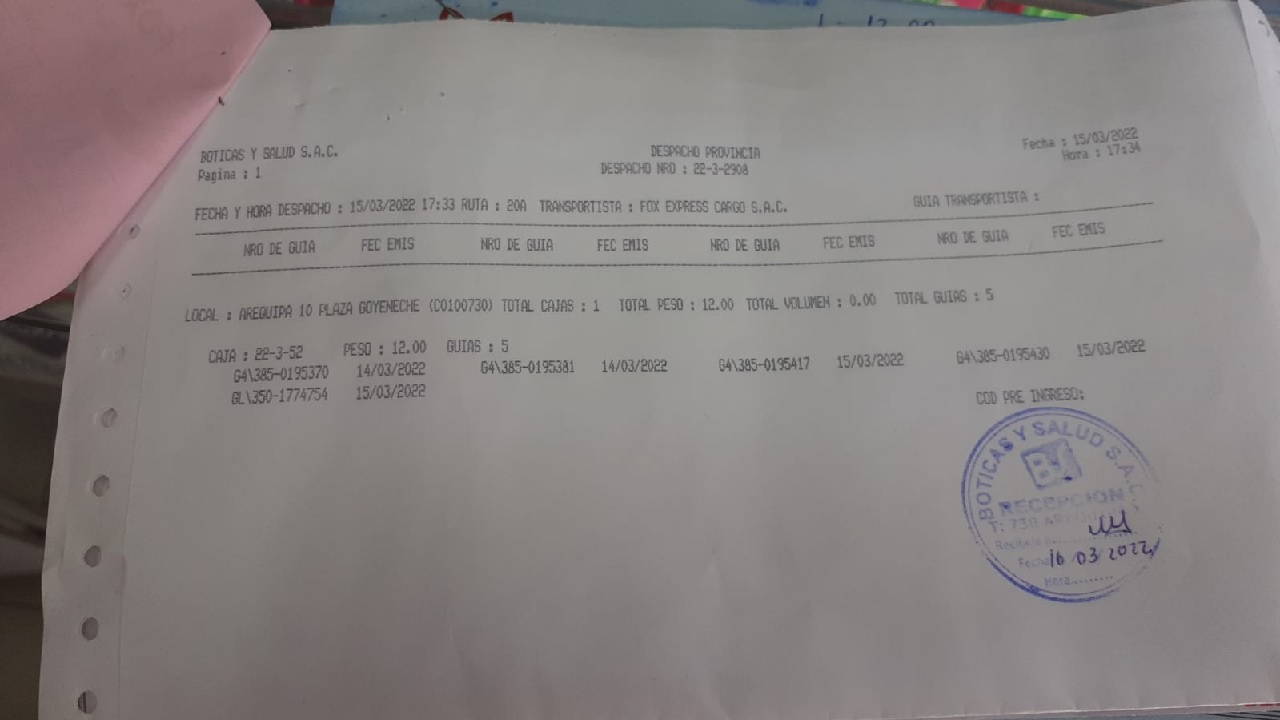 BOTICAS Y SALUD S.A.C. DESPACHO PROVINCIA Fecha : 15/03/2022
Pagina : 1 DESPACHO NRO : 22-3-2908 Hora : 17:34
FECHA Y HORA DESPACHO : 15/03/2022 17:33 RUTA : 20A TRANSPORTISTA : FOX EXPRESS CARGO S.A.C. GUIA TRANSPORTISTA :
NRO DE GUIA FEC EMIS NRO DE GUIA FEC EMIS NRO DE GUIA FEC EMIS NRO DE GUIA FEC EMIS
LOCAL : AREQUIPA 10 PLAZA GOYENECHE (CO100730) TOTAL CAJAS : 1 TOTAL PESO : 12.00 TOTAL VOLUMEN : 0.00 TOTAL GUIAS : 5
CAJA : 22-3-52 PESO : 12.00 GUIAS : 5
G4\385-0195370 14/03/2022 G4\385-0195381 14/03/2022 G4\385-0195417 15/03/2022 G4\385-0195430 15/03/2022
GL\350-1774754 15/03/2022
COD PRE INGRESO:
BOTICAS Y SALUD S.A.C
BY
RECEPCION
T: 730
Fecha 16 03 2022
Hora........